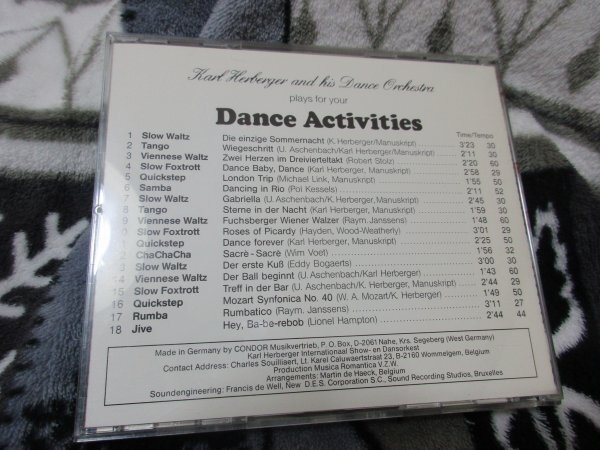 Karl Herberger and his Dance Orchestra
plays for your
Dance Activities
Time/Tempo
1 Slow Waltz Die einzige Sommernacht (K. Herberger/Manuskript) 3'23 30
2 Tango Wiegeschritt (U. Aschenbach/Karl Herberger/Manuskript) 2'11 30
3 Viennese Waltz Zwei Herzen im Dreivierteltakt (Robert Stolz) 2'20 60
4 Slow Foxtrott Dance Baby, Dance (Karl Herberger, Manuskript) 2'58 29
5 Quickstep London Trip (Michael Link, Manuskript) 1'55 50
6 Samba Dancing in Rio (Pol Kessels) 2'11 52
7 Slow Waltz Gabriella (U. Aschenbach/K. Herberger, Manuskript) 2'45 30
8 Tango Sterne in der Nacht (Karl Herberger, Manuskript) 1'59 30
9 Viennese Waltz Fuchsberger Wiener Walzer (Raym. Janssens) 1'48 60
0 Slow Foxtrott Roses of Picardy (Hayden, Wood-Weatherly) 3'01 29
1 Quickstep Dance forever (Karl Herberger, Manuskript) 2'25 50
2 ChaChaCha Sacrè-Sacrè (Wim Voet) 1'56 32
3 Slow Waltz Der erste Kuß (Eddy Bogaerts) 3'00 30
14 Viennese Waltz Der Ball beginnt (U. Aschenbach/Karl Herberger) 1'43 60
15 Slow Foxtrott Treff in der Bar (U. Aschenbach/K. Herberger, Manuskript) 2'44 29
16 Quickstep Mozart Synfonica No. 40 (W. A. Mozart/K. Herberger) 1'49 50
17 Rumba Rumbatico (Raym. Janssens) 3'11 27
18 Jive Hey, Ba-be-rebob (Lionel Hampton) 2'44 44
Made in Germany by CONDOR Musikvertrieb, P. O. Box, D-2061 Nahe, Krs. Segeberg (West Germany)
Karl Herberger Internationaal Show- en Dansorkest
Contact Address: Charles Souilliaert, Lt. Karel Caluwaertstraat 23, B-2160 Wommelgem, Belgium
Production Musica Romantica V.Z.W.
Arrangements: Martin de Haeck, Belgium
Soundengineering: Francis de Well, New D.E.S. Corporation S.C., Sound Recording Studios, Bruxelles